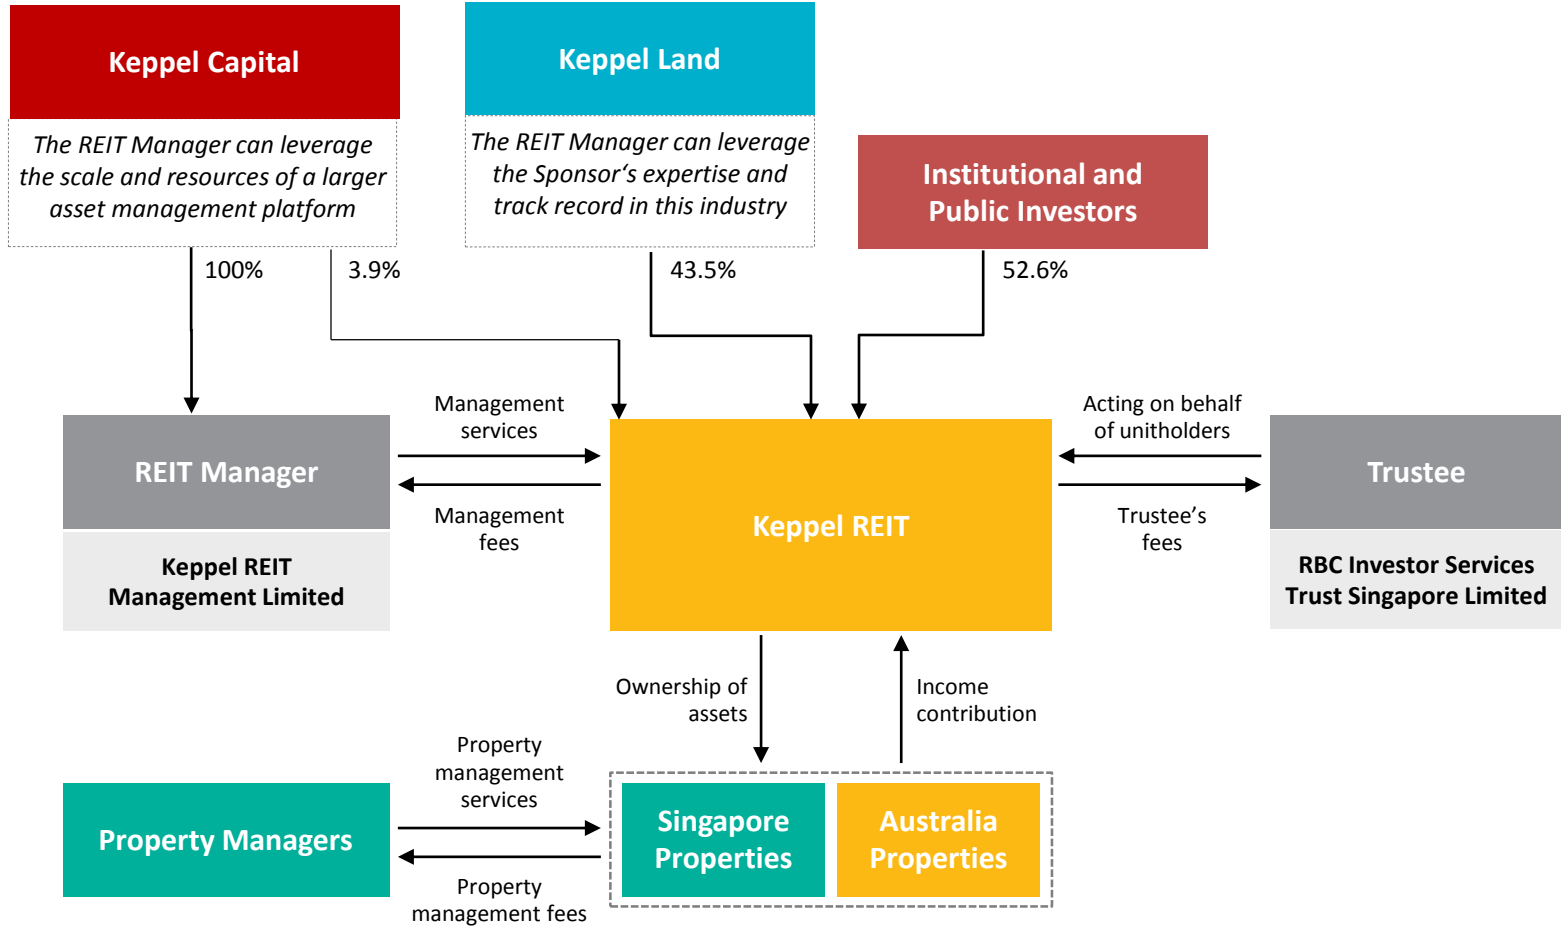 Keppel Capital
The REIT Manager can leverage
the scale and resources of a larger
asset management platform
Keppel Land
The REIT Manager can leverage
the Sponsor‘s expertise and
track record in this industry
Institutional and
Public Investors
100%
3.9%
43.5%
52.6%
REIT Manager
Keppel REIT
Management Limited
Management
services
Management
fees
Keppel REIT
Acting on behalf
of unitholders
Trustee’s
fees
Trustee
RBC Investor Services
Trust Singapore Limited
Ownership of
assets
Income
contribution
Property Managers
Property
management
services
Property
management fees
Singapore
Properties
Australia
Properties